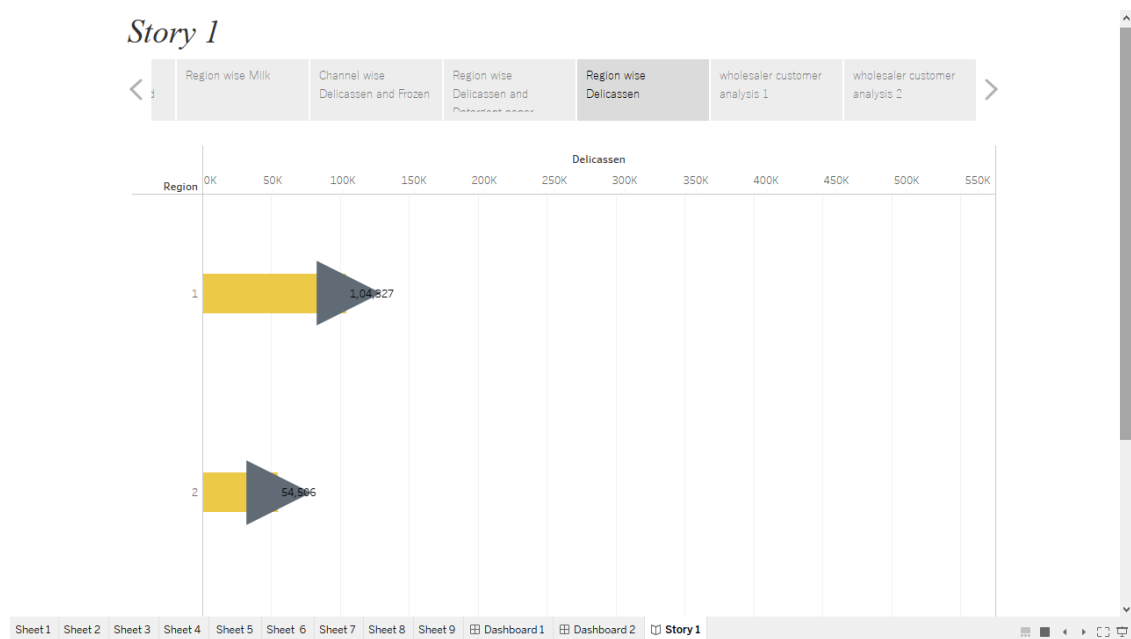 Story 1
Region wise Milk
Channel wise
Delicassen and Frozen
Region wise
Delicassen and
Region wise
Delicassen
wholesaler customer
analysis 1
wholesaler customer
analysis 2
Delicassen
Region
0K 50K 100K 150K 200K 250K 300K 350K 400K 450K 500K 550K
1
1,04,327
2
54,506
Sheet 1 Sheet 2 Sheet 3 Sheet 4 Sheet 5 Sheet 6 Sheet 7 Sheet 8 Sheet 9 Dashboard 1 Dashboard 2 Story 1